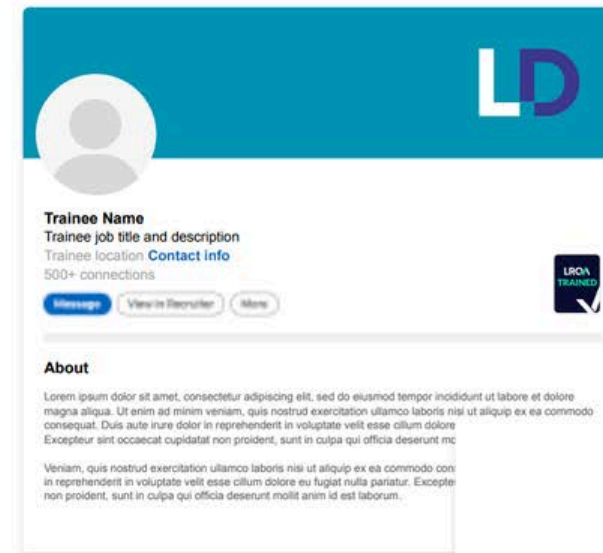 LD
Trainee Name
Trainee job title and description
Trainee location Contact info
500+ connections
LRQA
TRAINED
Message View in Recruiter More
About
Lorem ipsum dolor sit amet, consectetur adipiscing elit, sed do eiusmod tempor incididunt ut labore et dolore
magna aliqua. Ut enim ad minim veniam, quis nostrud exercitation ullamco laboris nisi ut aliquip ex ea commodo
consequat. Duis aute irure dolor in reprehenderit in voluptate velit esse cillum dolore
Excepteur sint occaecat cupidatat non proident, sunt in culpa qui officia deserunt mo
Veniam, quis nostrud exercitation ullamco laboris nisi ut aliquip ex ea commodo con
in reprehenderit in voluptate velit esse cillum dolore eu fugiat nulla pariatur. Excepte
non proident, sunt in culpa qui officia deserunt mollit anim id est laborum.